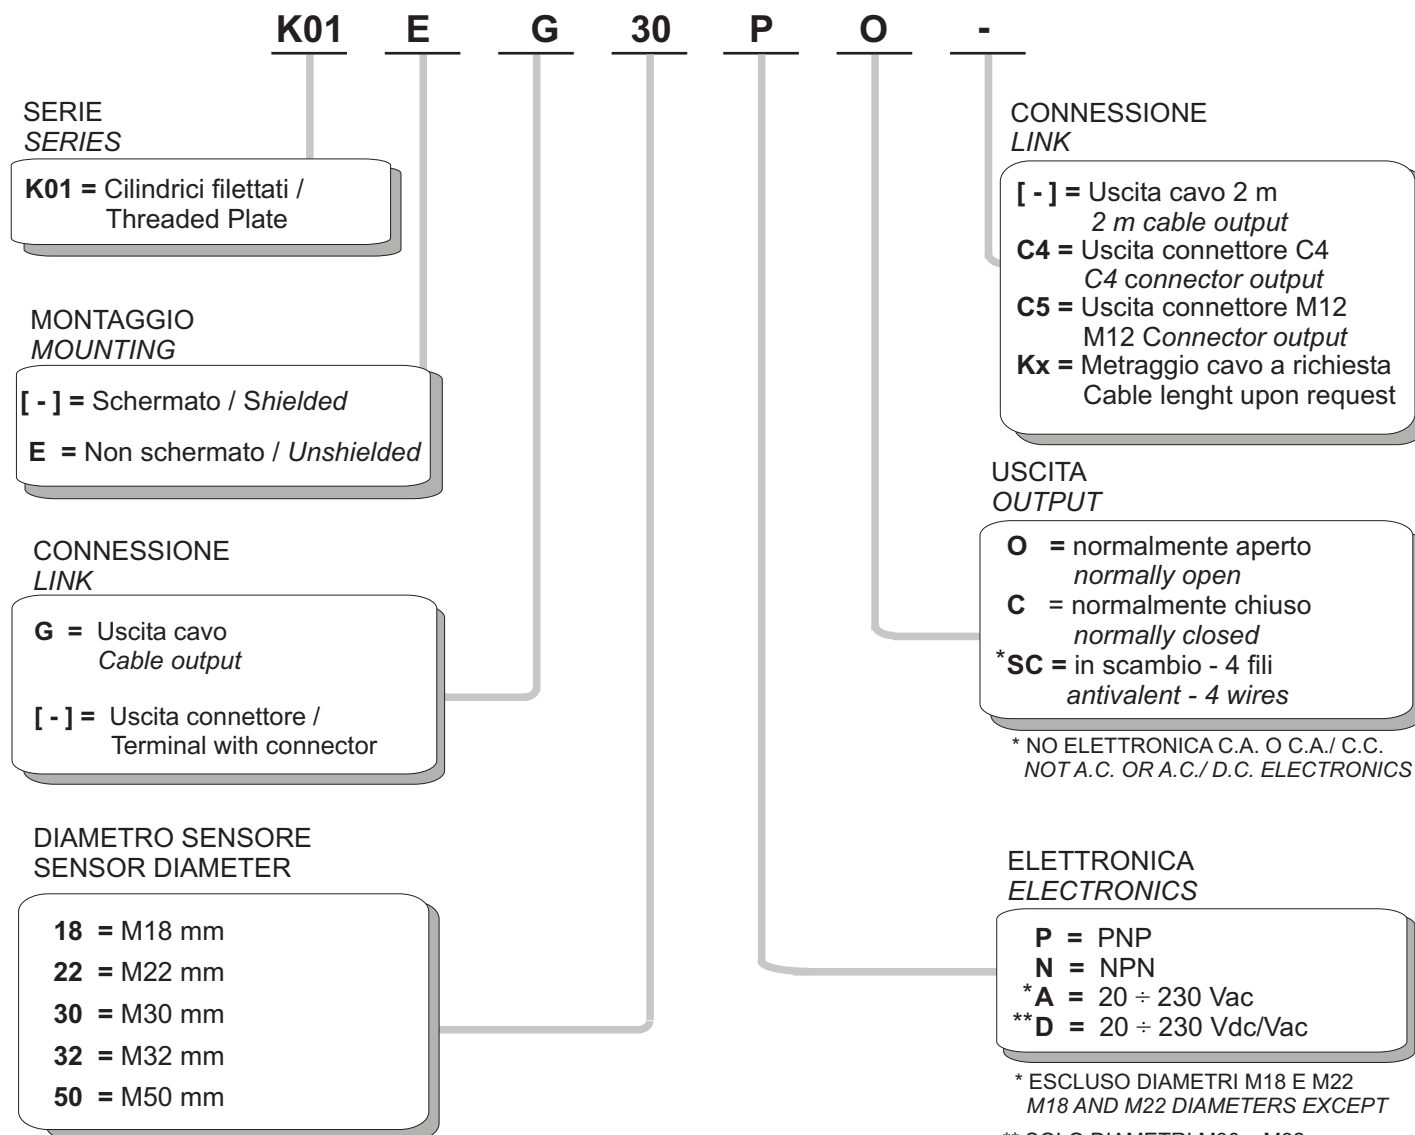 K01 E G 30 P O -
SERIE
SERIES
K01 = Cilindrici filettati /
Threaded Plate
MONTAGGIO
MOUNTING
[ - ] = Schermato / Shielded
E = Non schermato / Unshielded
CONNESSIONE
LINK
G = Uscita cavo
Cable output
[ - ] = Uscita connettore /
Terminal with connector
DIAMETRO SENSORE
SENSOR DIAMETER
18 = M18 mm
22 = M22 mm
30 = M30 mm
32 = M32 mm
50 = M50 mm
CONNESSIONE
LINK
[ - ] = Uscita cavo 2 m
2 m cable output
C4 = Uscita connettore C4
C4 connector output
C5 = Uscita connettore M12
M12 Connector output
Kx = Metraggio cavo a richiesta
Cable lenght upon request
USCITA
OUTPUT
O = normalmente aperto
normally open
C = normalmente chiuso
normally closed
*SC = in scambio - 4 fili
antivalent - 4 wires
* NO ELETTRONICA C.A. O C.A./ C.C.
NOT A.C. OR A.C./ D.C. ELECTRONICS
ELETTRONICA
ELECTRONICS
P = PNP
N = NPN
*A = 20 ÷ 230 Vac
**D = 20 ÷ 230 Vdc/Vac
* ESCLUSO DIAMETRI M18 E M22
M18 AND M22 DIAMETERS EXCEPT
** SOLO DIAMETRI